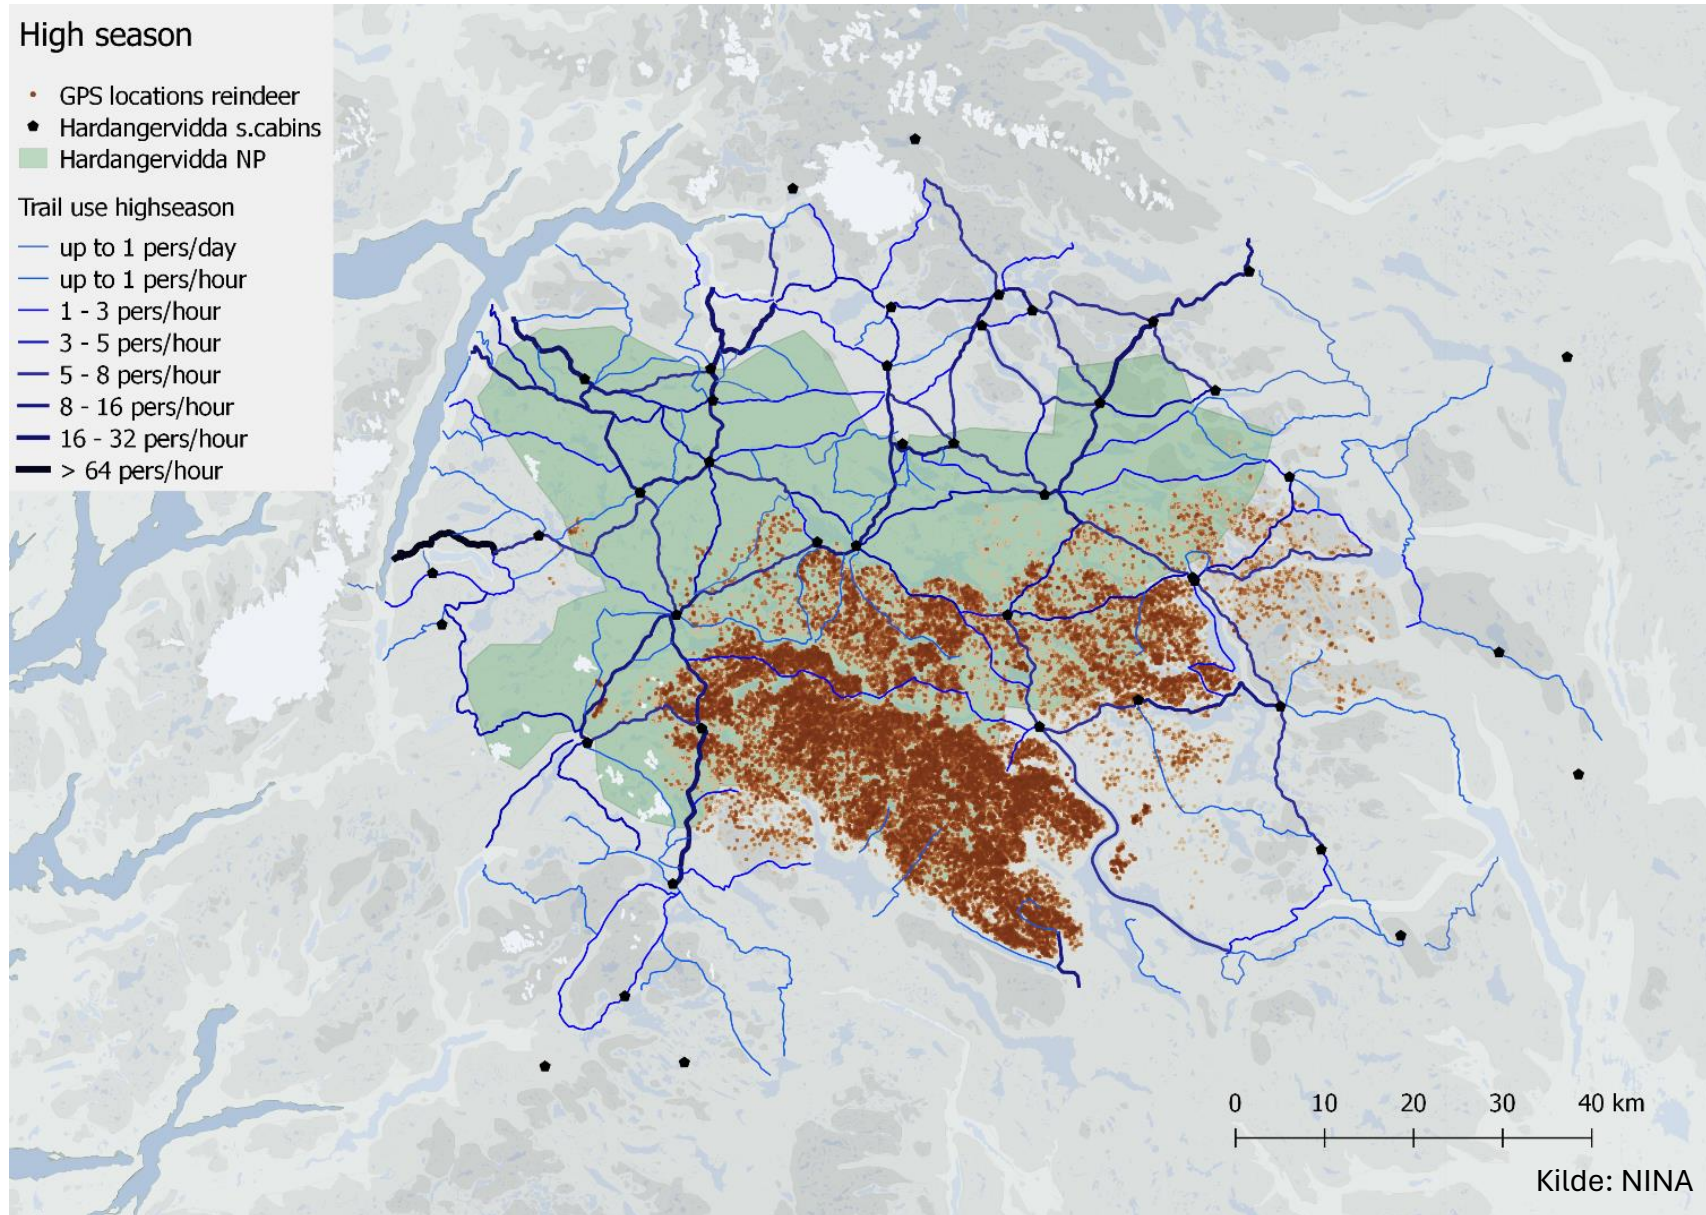 High season
GPS locations reindeer
Hardangervidda s.cabins
Hardangervidda NP
Trail use highseason
up to 1 pers/day
up to 1 pers/hour
1 - 3 pers/hour
3 - 5 pers/hour
5 - 8 pers/hour
8 - 16 pers/hour
16 - 32 pers/hour
> 64 pers/hour
0 10 20 30 40 km
Kilde: NINA